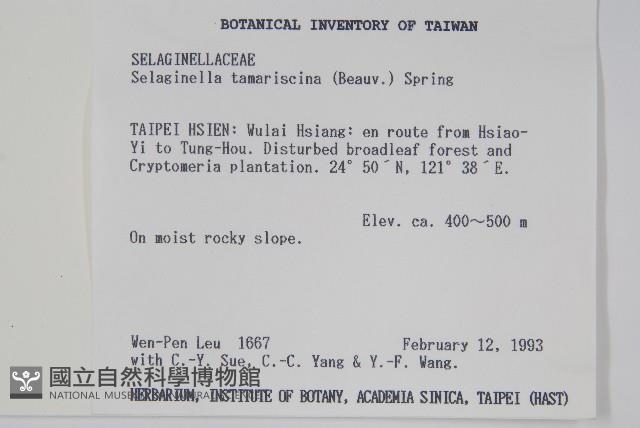 BOTANICAL INVENTORY OF TAIWAN
SELAGINELLACEAE
Selaginella tamariscina (Beauv.) Spring
TAIPEI HSIEN: Wulai Hsiang: en route from Hsiao-
Yi to Tung-Hou. Disturbed broadleaf forest and
Cryptomeria plantation. 24° 50´N, 121° 38´E.
Elev. ca. 400～500 m
On moist rocky slope.
Wen-Pen Leu 1667 February 12, 1993
with C.-Y. Sue, C.-C. Yang & Y.-F. Wang.
國立自然科學博物館
NATIONAL MUSEUM
HERBARIUM, INSTITUTE OF BOTANY, ACADEMIA SINICA, TAIPEI (HAST)